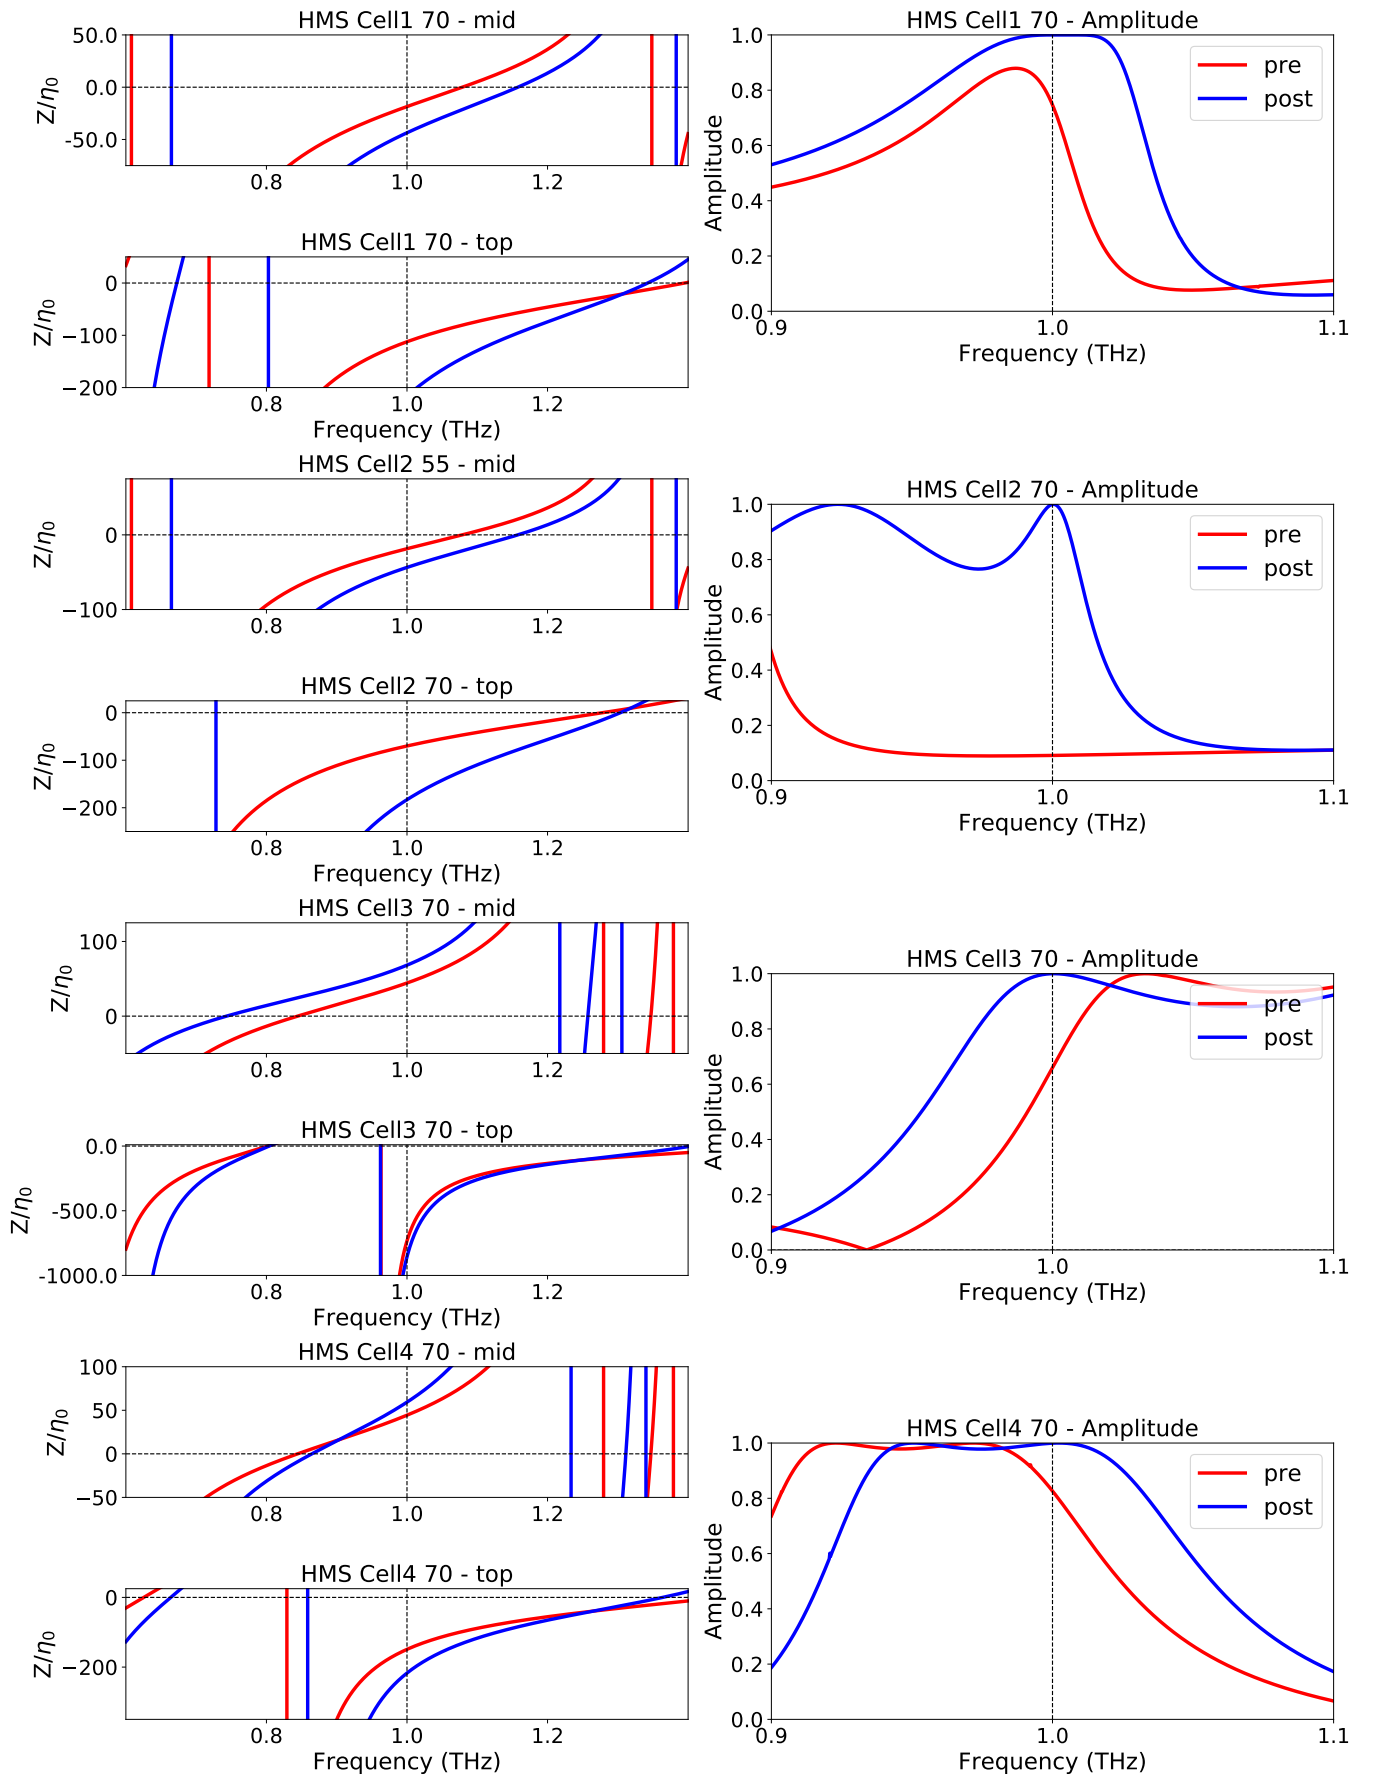 HMS Cell1 70 - mid
50.0
0.0
-50.0
Z/η0
0.8 1.0 1.2
HMS Cell1 70 - top
0
−100
−200
Z/η0
0.8 1.0 1.2
Frequency (THz)
HMS Cell1 70 - Amplitude
1.0
0.8
0.6
0.4
0.2
0.0
Amplitude
pre
post
0.9 1.0 1.1
Frequency (THz)
HMS Cell2 55 - mid
0
−100
Z/η0
0.8 1.0 1.2
HMS Cell2 70 - top
0
−100
−200
Z/η0
0.8 1.0 1.2
Frequency (THz)
HMS Cell2 70 - Amplitude
1.0
0.8
0.6
0.4
0.2
0.0
Amplitude
pre
post
0.9 1.0 1.1
Frequency (THz)
HMS Cell3 70 - mid
100
0
Z/η0
0.8 1.0 1.2
HMS Cell3 70 - top
0.0
-500.0
-1000.0
Z/η0
0.8 1.0 1.2
Frequency (THz)
HMS Cell3 70 - Amplitude
1.0
0.8
0.6
0.4
0.2
0.0
Amplitude
pre
post
0.9 1.0 1.1
Frequency (THz)
HMS Cell4 70 - mid
100
50
0
−50
Z/η0
0.8 1.0 1.2
HMS Cell4 70 - top
0
−200
Z/η0
0.8 1.0 1.2
Frequency (THz)
HMS Cell4 70 - Amplitude
1.0
0.8
0.6
0.4
0.2
0.0
Amplitude
pre
post
0.9 1.0 1.1
Frequency (THz)